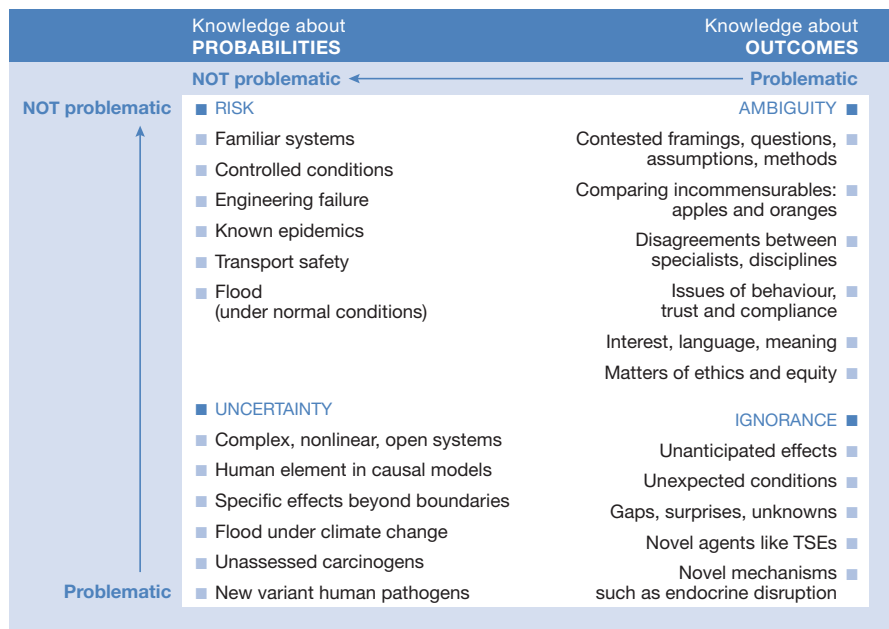 Knowledge about
PROBABILITIES
Knowledge about
OUTCOMES
NOT problematic
Problematic
NOT problematic
RISK
Familiar systems
Controlled conditions
Engineering failure
Known epidemics
Transport safety
Flood
(under normal conditions)
AMBIGUITY
Contested framings, questions,
assumptions, methods
Comparing incommensurables:
apples and oranges
Disagreements between
specialists, disciplines
Issues of behaviour,
trust and compliance
Interest, language, meaning
Matters of ethics and equity
UNCERTAINTY
Complex, nonlinear, open systems
Human element in causal models
Specific effects beyond boundaries
Flood under climate change
Unassessed carcinogens
New variant human pathogens
IGNORANCE
Unanticipated effects
Unexpected conditions
Gaps, surprises, unknowns
Novel agents like TSEs
Novel mechanisms
such as endocrine disruption
Problematic